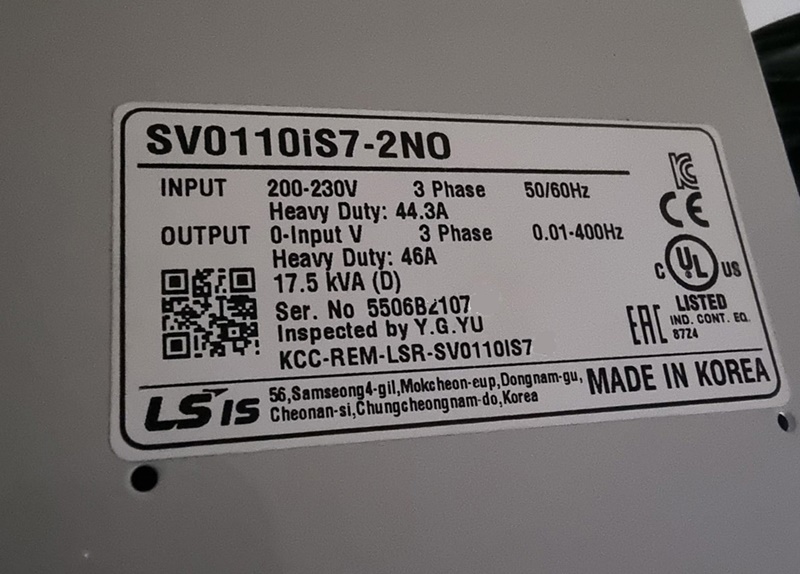 SV0110iS7-2NO
INPUT 200-230V 3 Phase 50/60Hz
Heavy Duty: 44.3A
OUTPUT 0-Input V 3 Phase 0.01-400Hz
Heavy Duty: 46A
17.5 kVA (D)
Ser. No 5506B2107
Inspected by Y.G.YU
KCC-REM-LSR-SV0110IS7
KC
CE
C UL US
LISTED
IND. CONT. EQ.
8724
EAC
LS IS
56,Samseong4-gil,Mokcheon-eup,Dongnam-gu,
Cheonan-si,Chungcheongnam-do,Korea
MADE IN KOREA